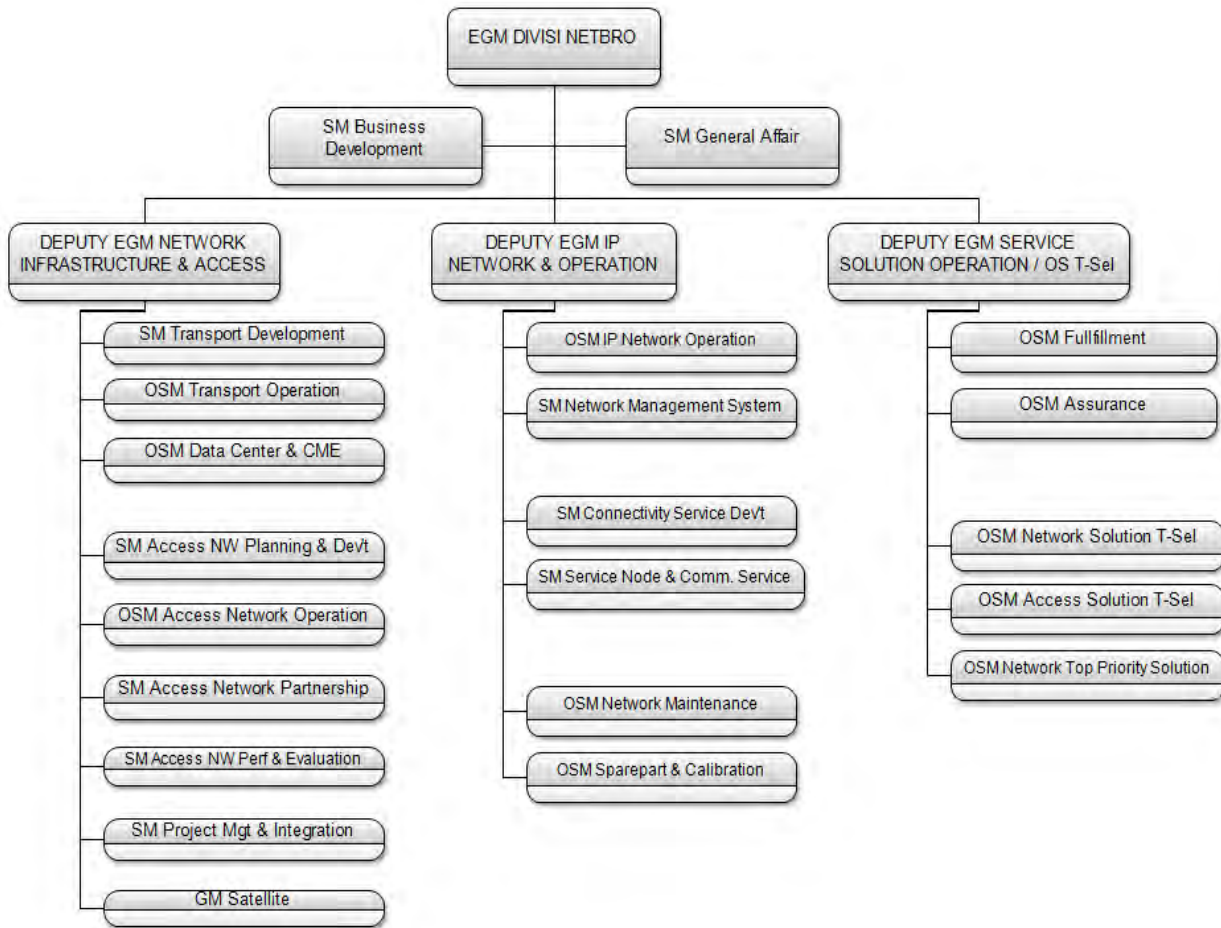 EGM DIVISI NETBRO
SM Business
Development
SM General Affair
DEPUTY EGM NETWORK
INFRASTRUCTURE & ACCESS
SM Transport Development
OSM Transport Operation
OSM Data Center & CME
SM Access NW Planning & Dev't
OSM Access Network Operation
SM Access Network Partnership
SM Access NW Perf & Evaluation
SM Project Mgt & Integration
GM Satellite
DEPUTY EGM IP
NETWORK & OPERATION
OSM IP Network Operation
SM Network Management System
SM Connectivity Service Dev't
SM Service Node & Comm. Service
OSM Network Maintenance
OSM Sparepart & Calibration
DEPUTY EGM SERVICE
SOLUTION OPERATION / OS T-Sel
OSM Fullfillment
OSM Assurance
OSM Network Solution T-Sel
OSM Access Solution T-Sel
OSM Network Top Priority Solution